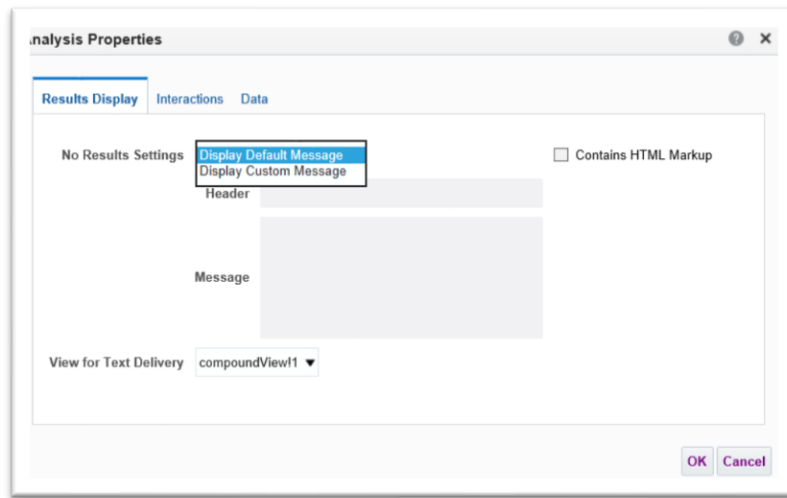 nalysis Properties
Results Display Interactions Data
No Results Settings Display Default Message Contains HTML Markup
Display Custom Message
Header
Message
View for Text Delivery compoundView!1
OK Cancel